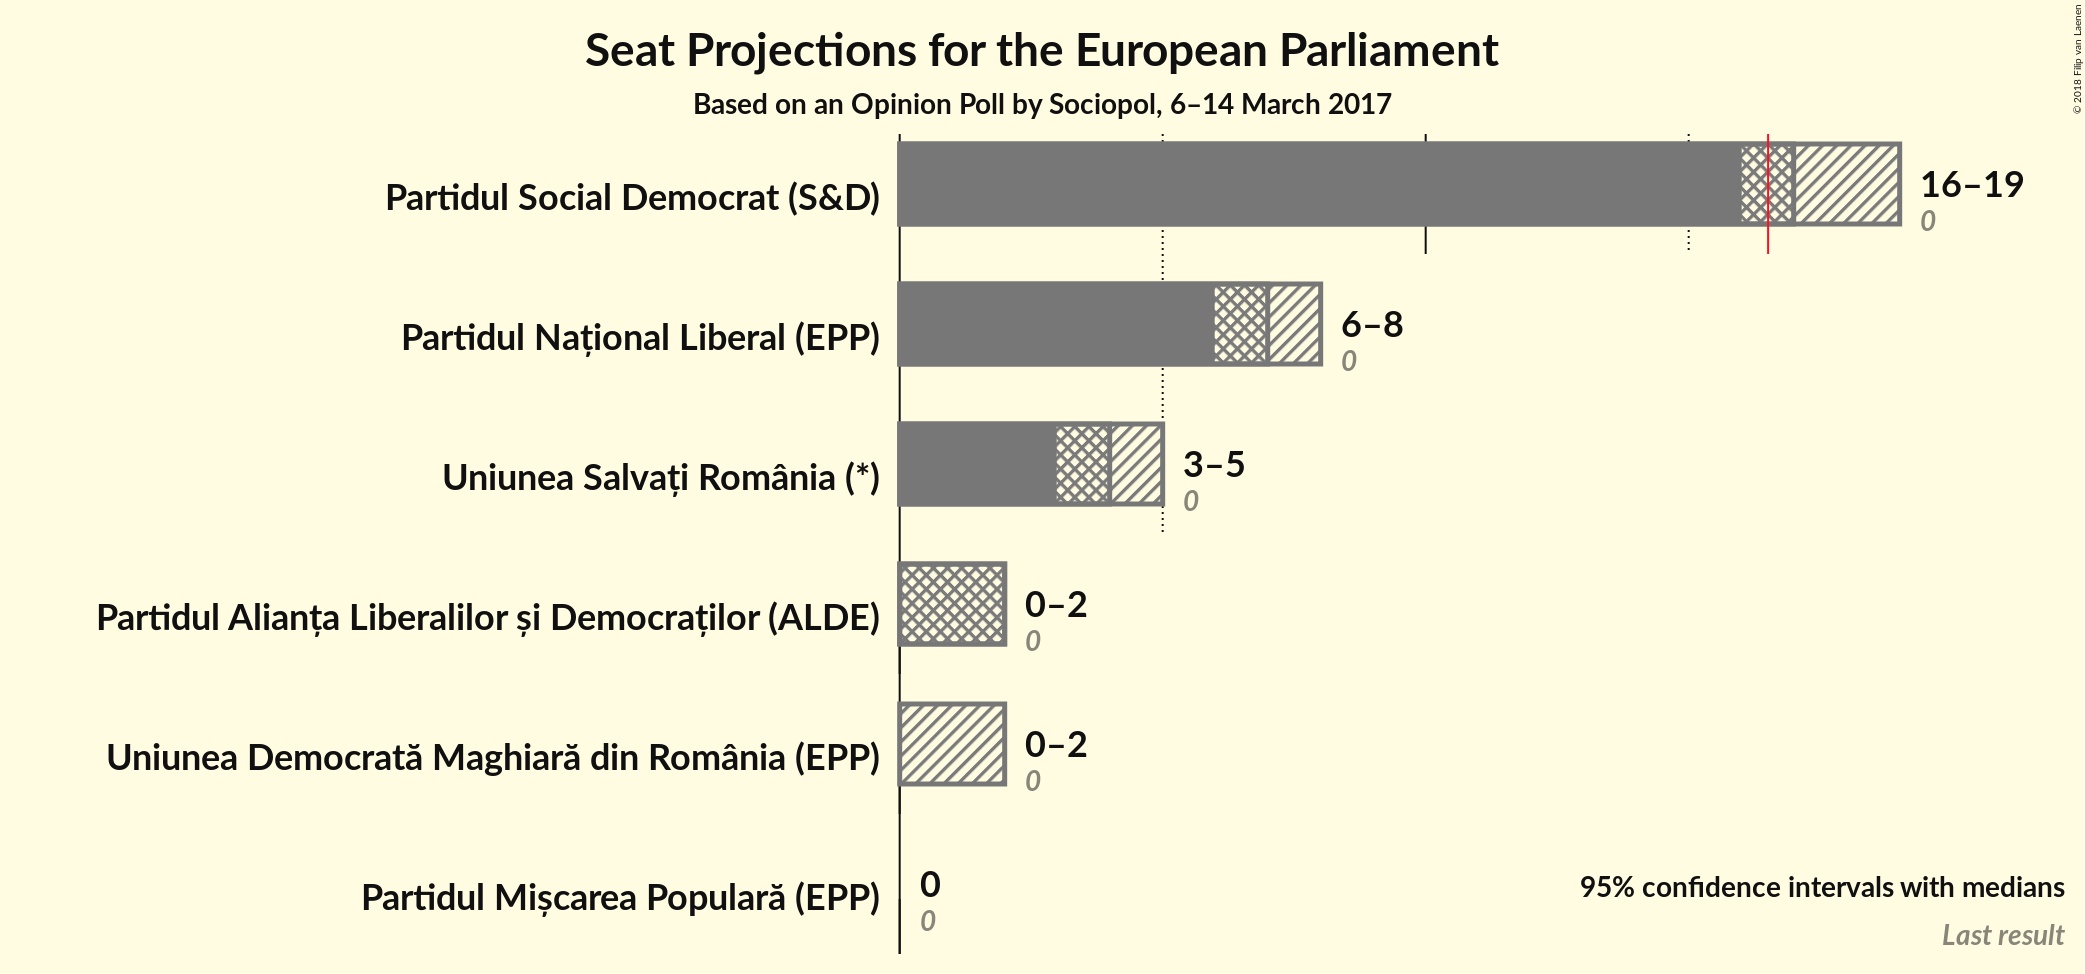 Seat Projections for the European Parliament
Based on an Opinion Poll by Sociopol, 6–14 March 2017
© 2018 Filip van Laenen
Partidul Social Democrat (S&D)
16–19
0
Partidul Național Liberal (EPP)
6–8
0
Uniunea Salvați România (*)
3–5
0
Partidul Alianța Liberalilor și Democraților (ALDE)
0–2
0
Uniunea Democrată Maghiară din România (EPP)
0–2
0
Partidul Mișcarea Populară (EPP)
0
0
95% confidence intervals with medians
Last result